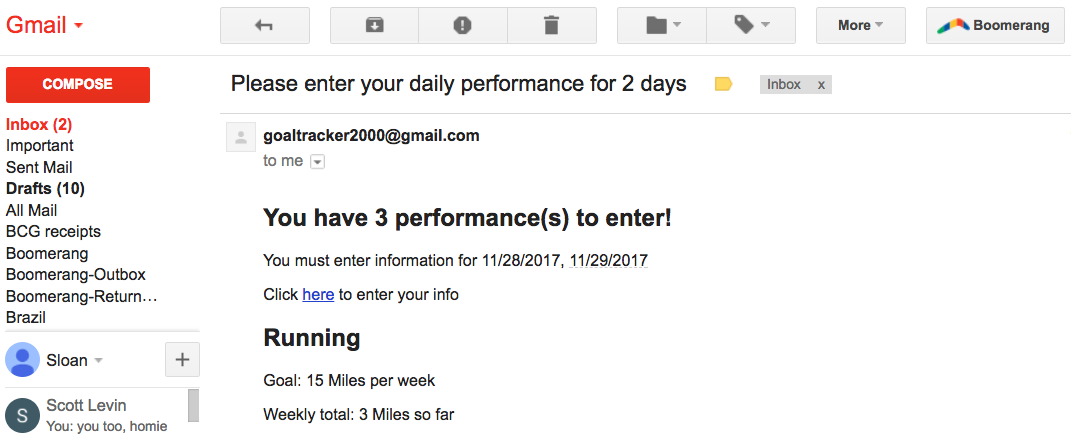 Gmail
More
Boomerang
COMPOSE
Inbox (2)
Important
Sent Mail
Drafts (10)
All Mail
BCG receipts
Boomerang
Boomerang-Outbox
Boomerang-Return…
Brazil
Sloan
+
S
Scott Levin
You: you too, homie
Please enter your daily performance for 2 days
Inbox x
goaltracker2000@gmail.com
to me
You have 3 performance(s) to enter!
You must enter information for 11/28/2017, 11/29/2017
Click here to enter your info
Running
Goal: 15 Miles per week
Weekly total: 3 Miles so far